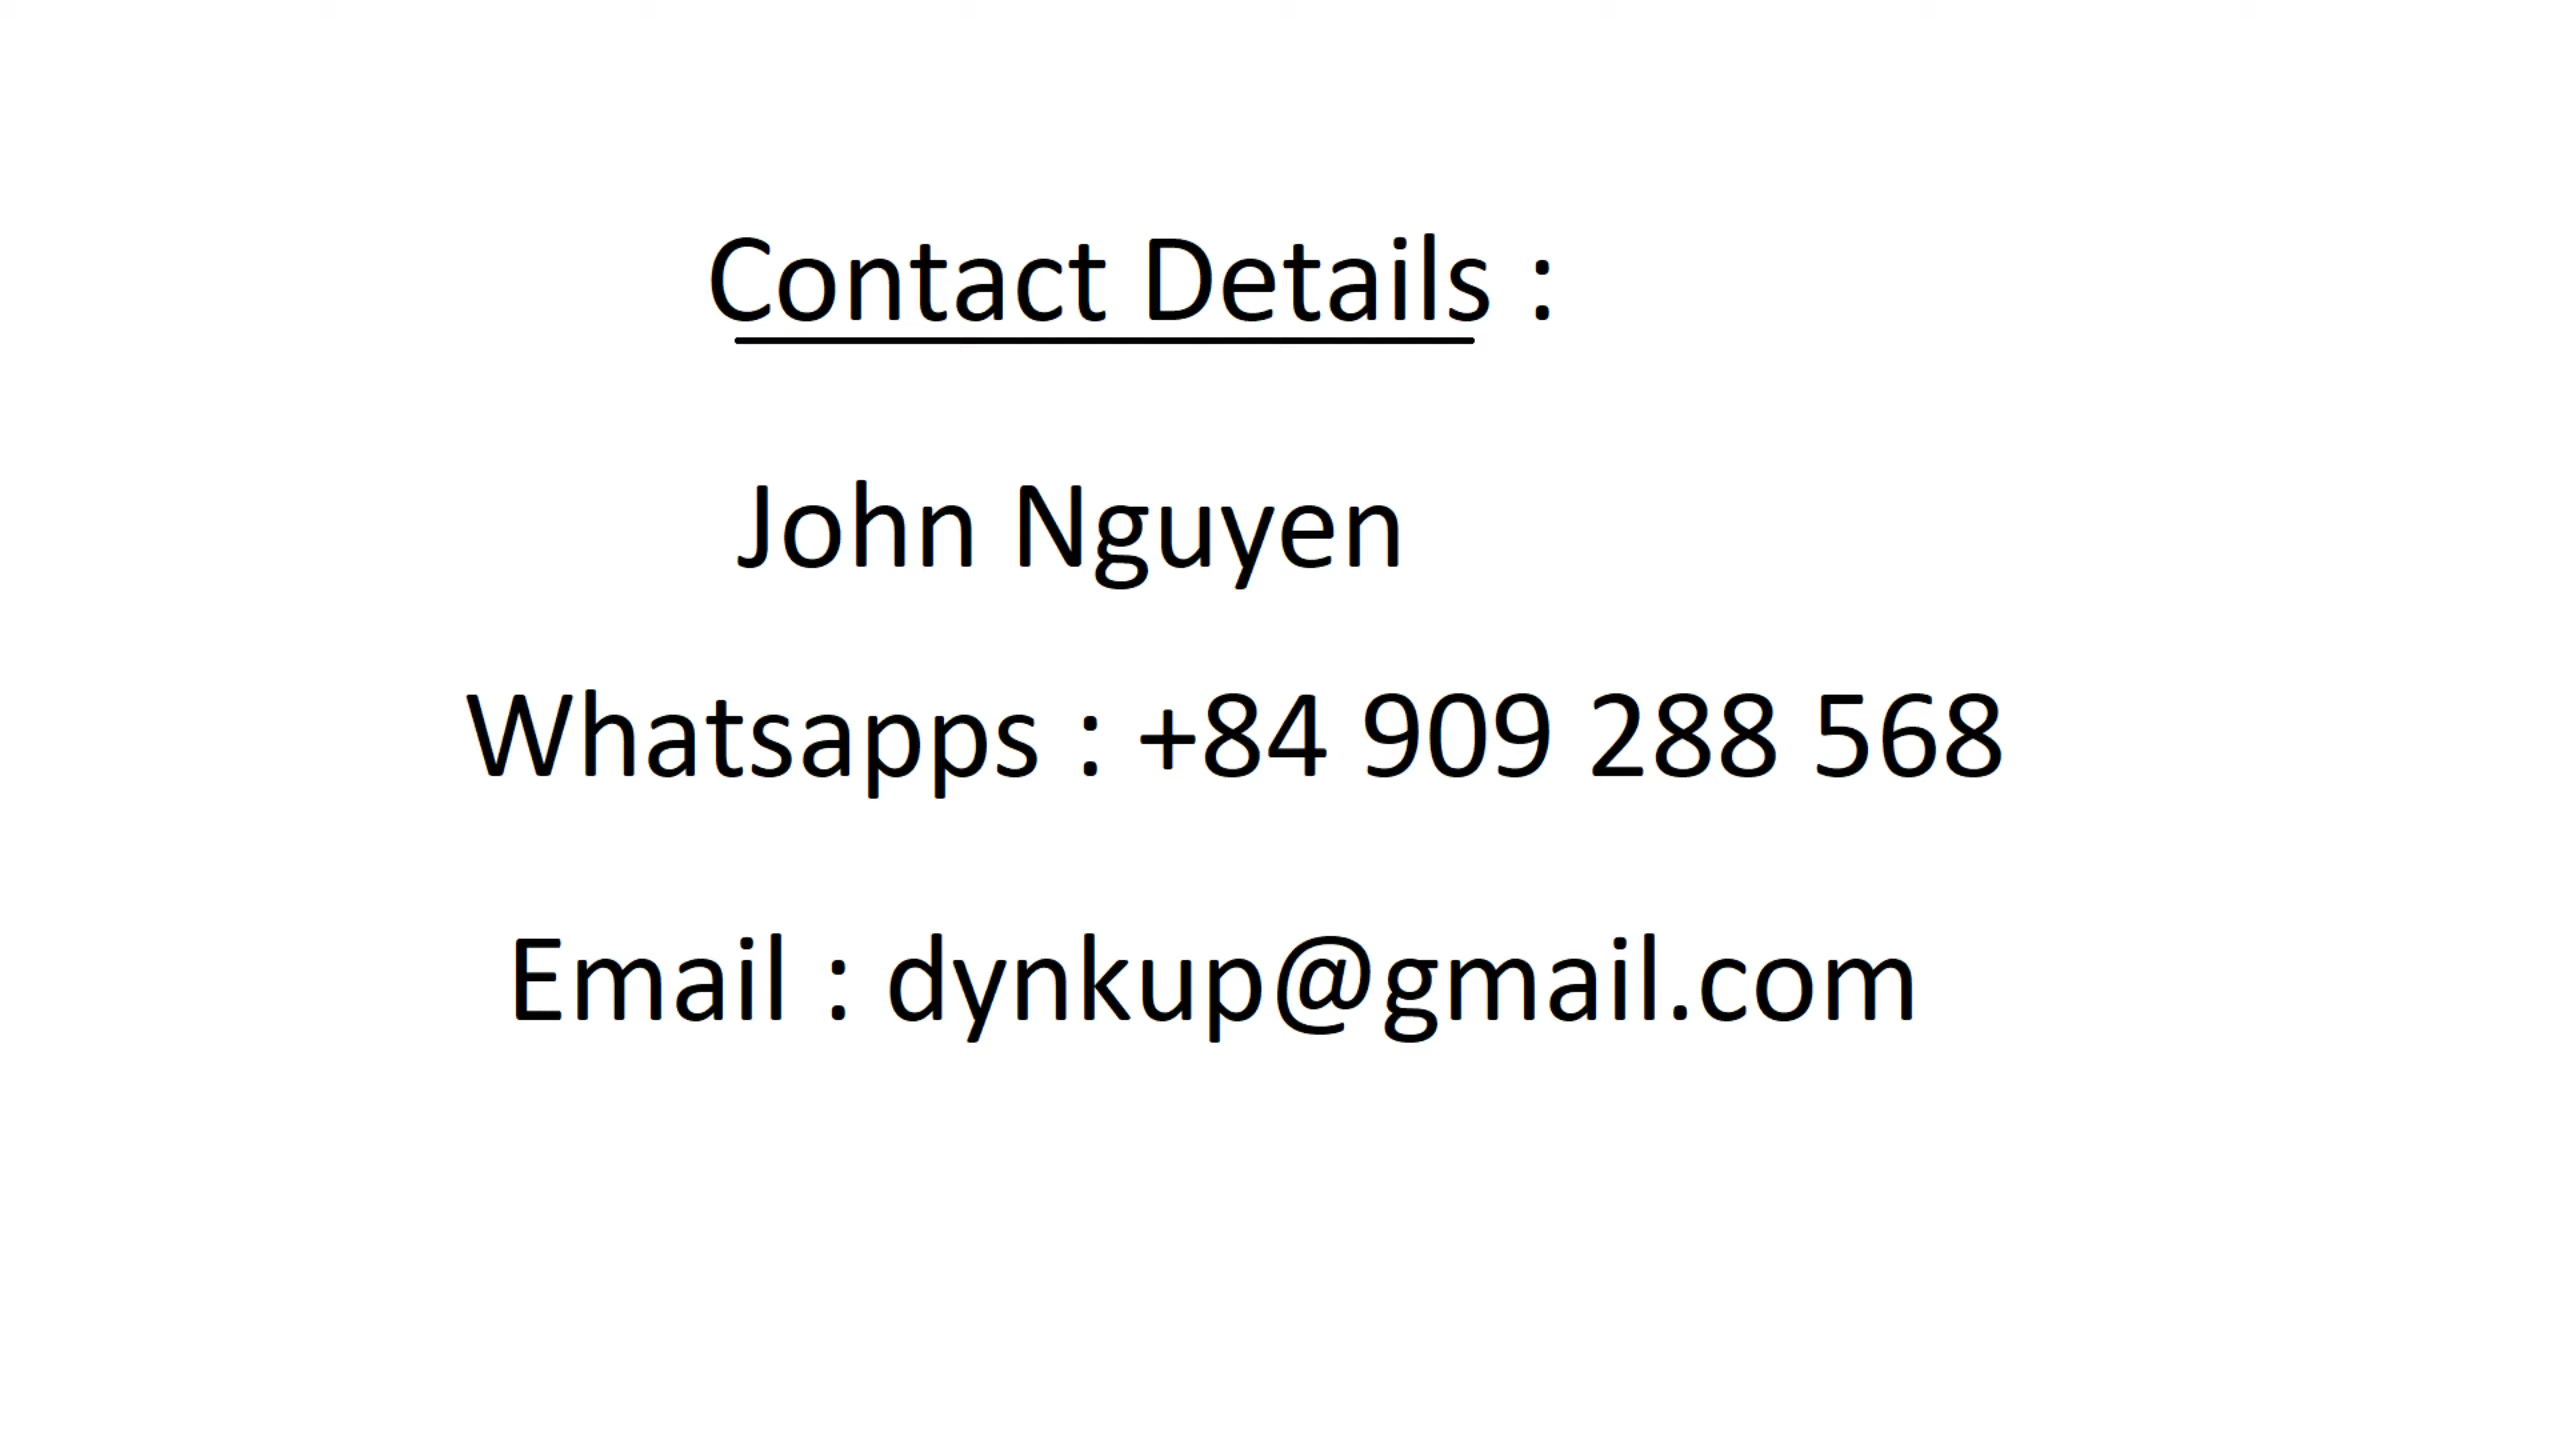 Contact Details :
John Nguyen
Whatsapps : +84 909 288 568
Email : dynkup@gmail.com